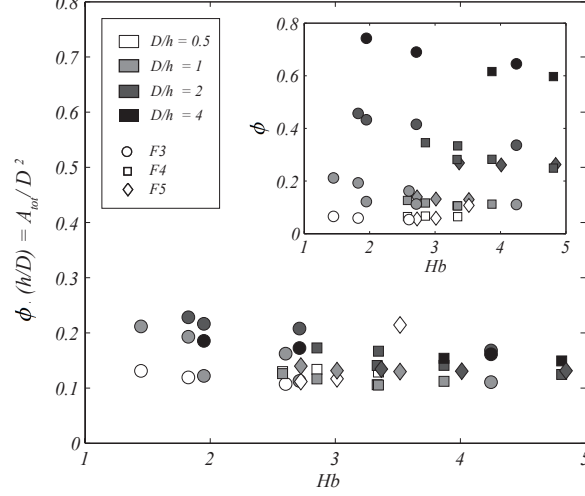 0.8
0.7
0.6
0.5
0.4
0.3
0.2
0.1
0
ϕ . (h/D) = A_tot / D²
1 2 3 4 5
Hb
D/h = 0.5
D/h = 1
D/h = 2
D/h = 4
F3
F4
F5
0.8
0.6
0.4
0.2
0
ϕ
1 2 3 4 5
Hb